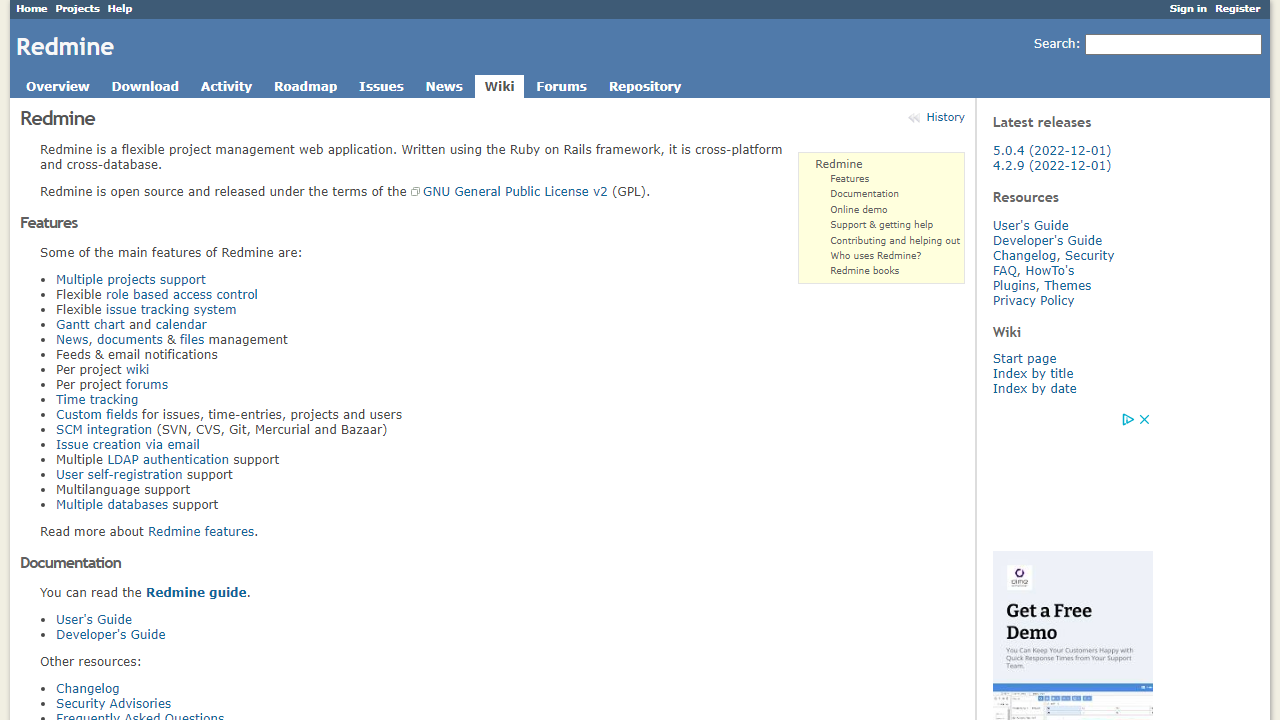 Home Projects Help Sign in Register
Redmine
Search:
Overview Download Activity Roadmap Issues News Wiki Forums Repository
Redmine
History
Redmine is a flexible project management web application. Written using the Ruby on Rails framework, it is cross-platform
and cross-database.
Redmine is open source and released under the terms of the GNU General Public License v2 (GPL).
Redmine
Features
Documentation
Online demo
Support & getting help
Contributing and helping out
Who uses Redmine?
Redmine books
Features
Some of the main features of Redmine are:
• Multiple projects support
• Flexible role based access control
• Flexible issue tracking system
• Gantt chart and calendar
• News, documents & files management
• Feeds & email notifications
• Per project wiki
• Per project forums
• Time tracking
• Custom fields for issues, time-entries, projects and users
• SCM integration (SVN, CVS, Git, Mercurial and Bazaar)
• Issue creation via email
• Multiple LDAP authentication support
• User self-registration support
• Multilanguage support
• Multiple databases support
Read more about Redmine features.
Documentation
You can read the Redmine guide.
• User's Guide
• Developer's Guide
Other resources:
• Changelog
• Security Advisories
• Frequently Asked Questions
Latest releases
5.0.4 (2022-12-01)
4.2.9 (2022-12-01)
Resources
User's Guide
Developer's Guide
Changelog, Security
FAQ, HowTo's
Plugins, Themes
Privacy Policy
Wiki
Start page
Index by title
Index by date
Get a Free
Demo
You Can Keep Your Customers Happy with
Quick Response Times from Your Support
Team.